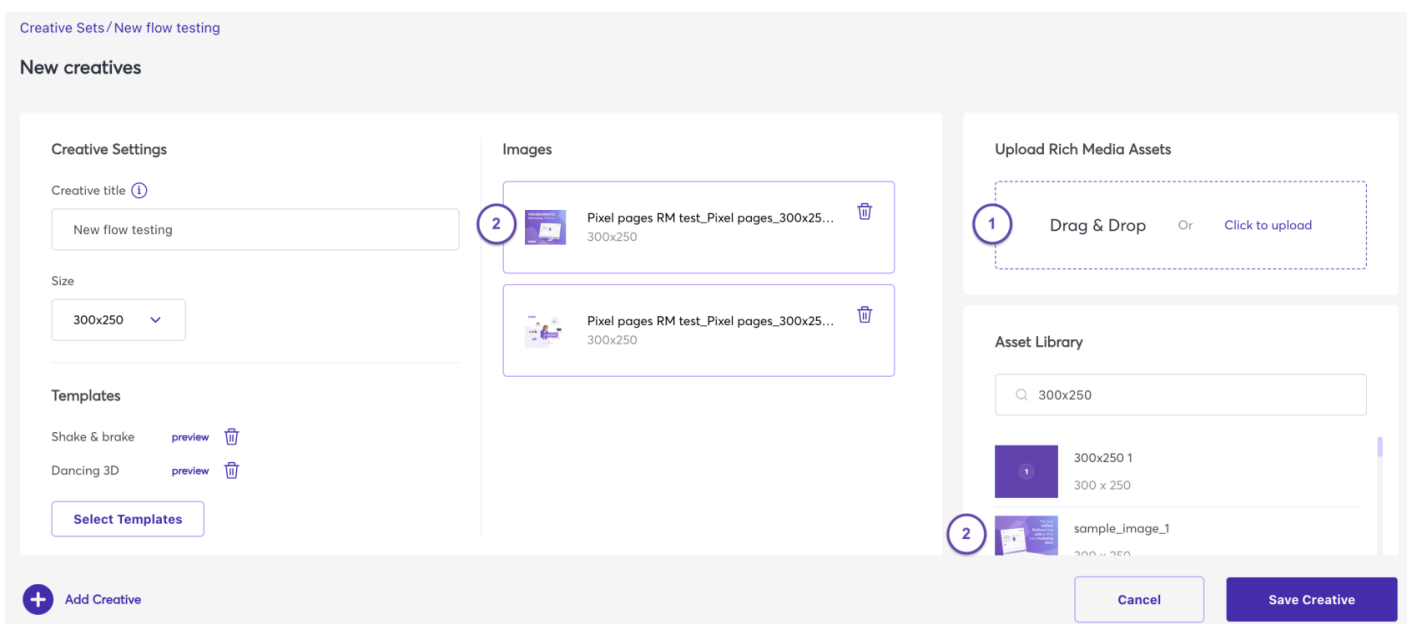 Creative Sets/New flow testing
New creatives
Creative Settings
Creative title
New flow testing
Size
300x250
Templates
Shake & brake preview
Dancing 3D preview
Select Templates
Images
2
Pixel pages RM test_Pixel pages_300x25...
300x250
Pixel pages RM test_Pixel pages_300x25...
300x250
Upload Rich Media Assets
1
Drag & Drop Or Click to upload
Asset Library
300x250
1
300x250 1
300 x 250
2
sample_image_1
300 x 250
Add Creative
Cancel
Save Creative